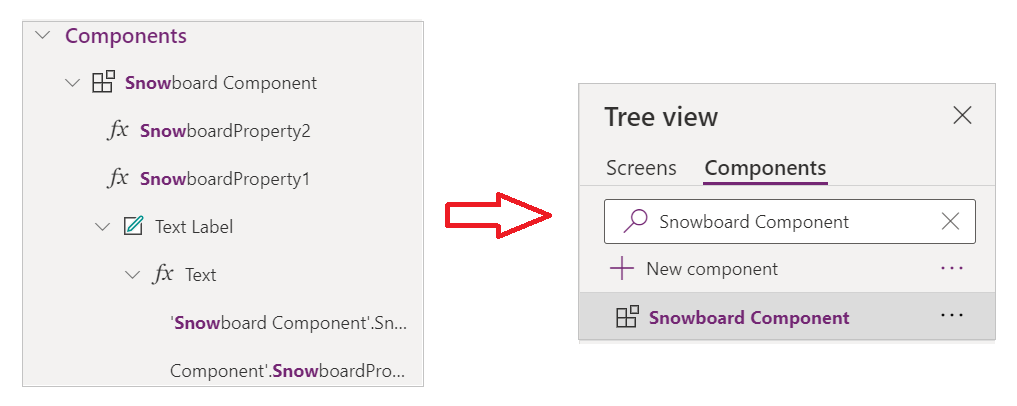 Components
Snowboard Component
fx SnowboardProperty2
fx SnowboardProperty1
Text Label
fx Text
'Snowboard Component'.Sn...
Component'.SnowboardPro...
Tree view
Screens Components
Snowboard Component
New component
Snowboard Component